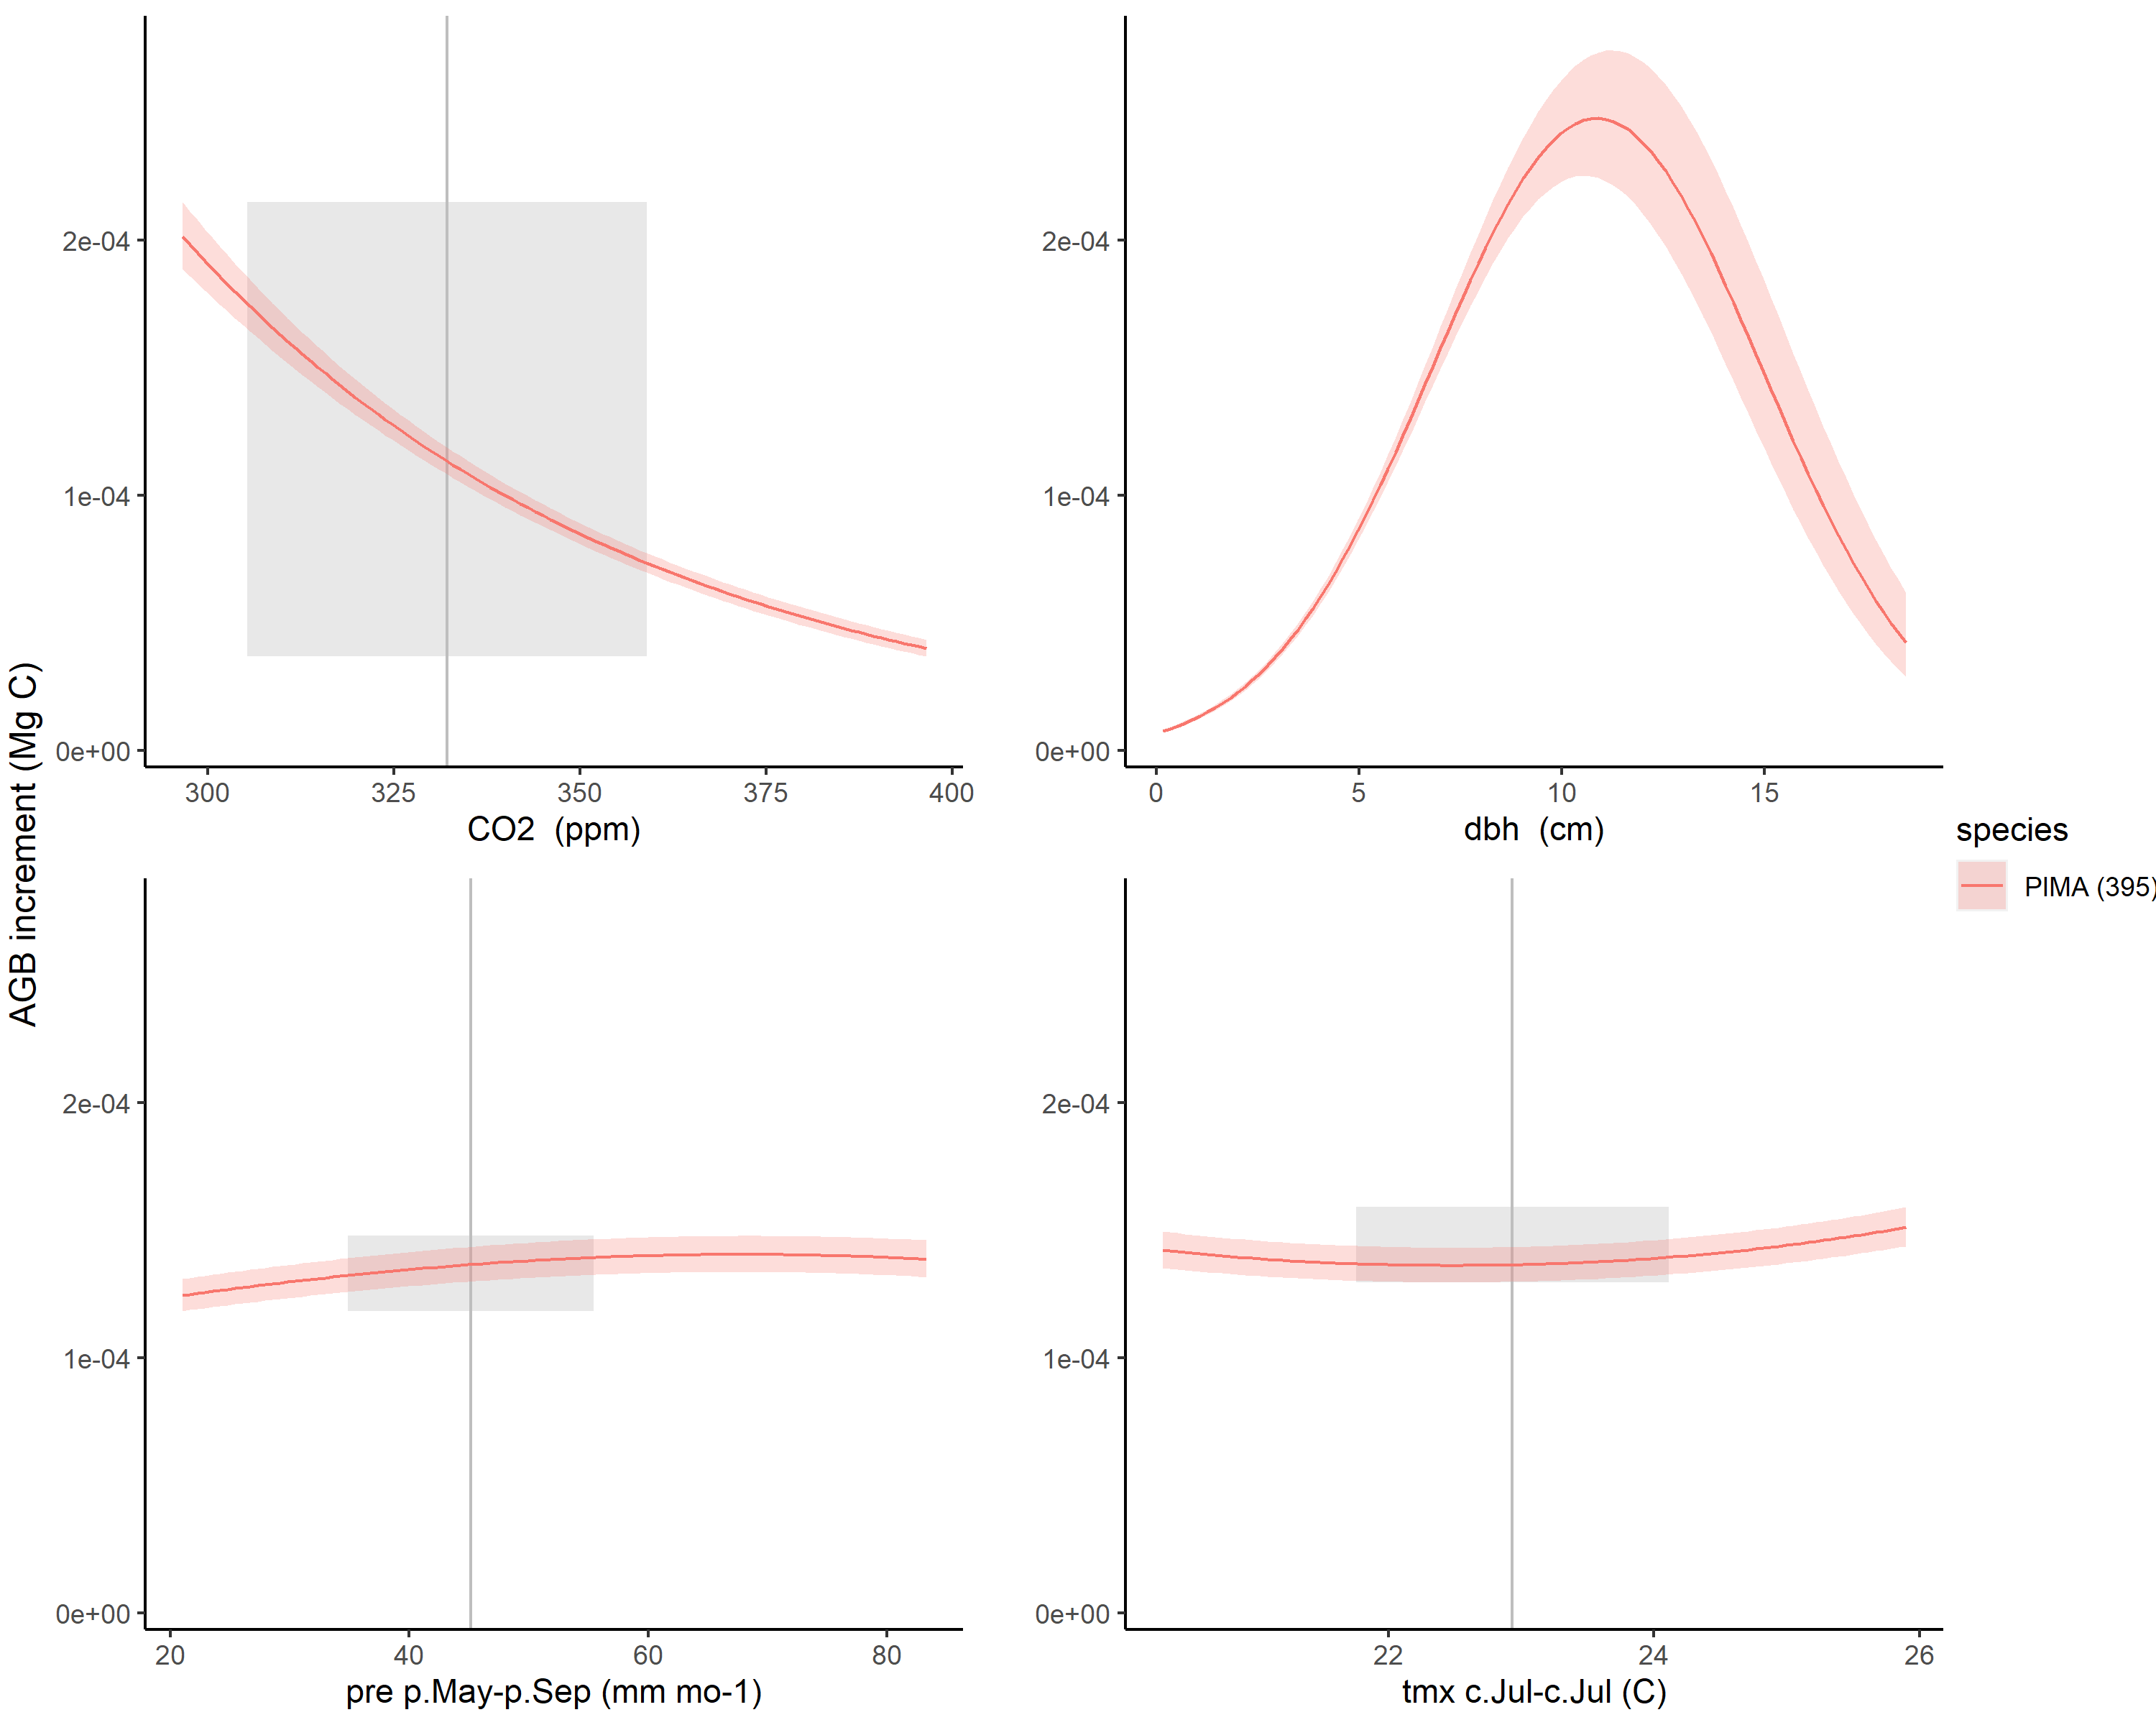 AGB increment (Mg C)
2e-04
1e-04
0e+00
300 325 350 375 400
CO2 (ppm)
2e-04
1e-04
0e+00
0 5 10 15
dbh (cm)
2e-04
1e-04
0e+00
20 40 60 80
pre p.May-p.Sep (mm mo-1)
2e-04
1e-04
0e+00
22 24 26
tmx c.Jul-c.Jul (C)
species
PIMA (395)